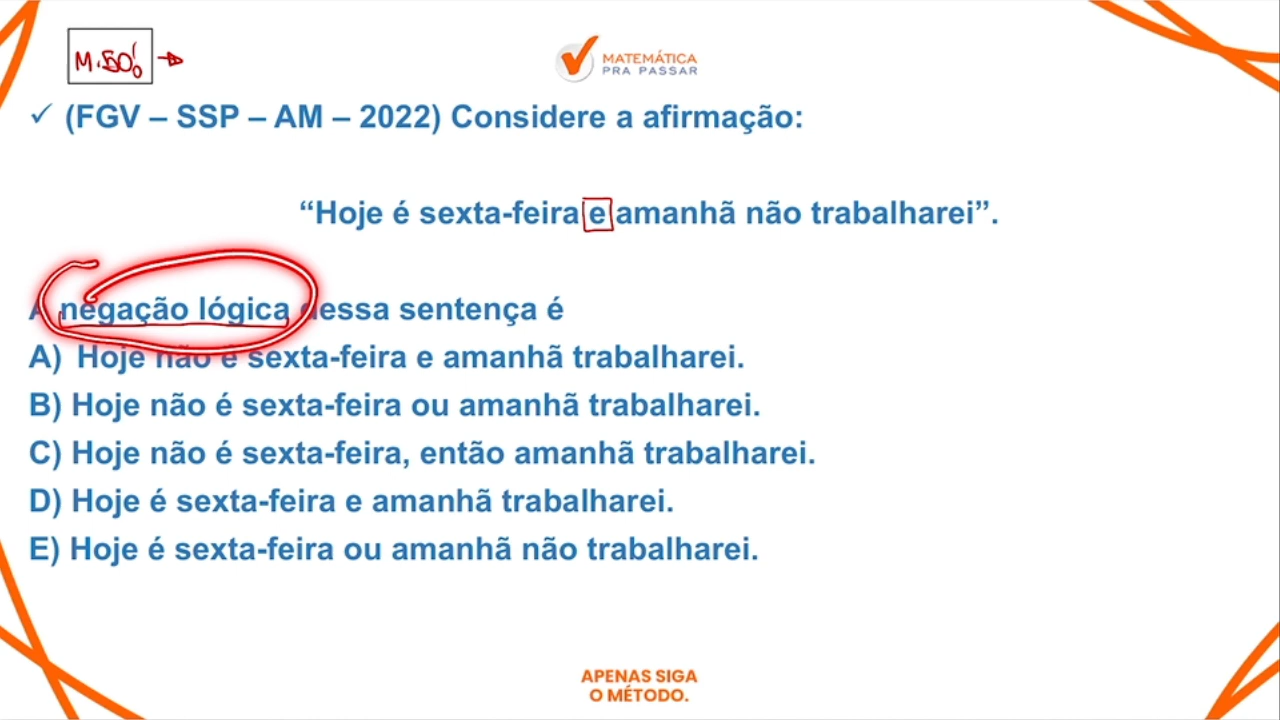 M.50!
MATEMÁTICA
PRA PASSAR
✓ (FGV – SSP – AM – 2022) Considere a afirmação:
“Hoje é sexta-feira e amanhã não trabalharei”.
A negação lógica dessa sentença é
A) Hoje não é sexta-feira e amanhã trabalharei.
B) Hoje não é sexta-feira ou amanhã trabalharei.
C) Hoje não é sexta-feira, então amanhã trabalharei.
D) Hoje é sexta-feira e amanhã trabalharei.
E) Hoje é sexta-feira ou amanhã não trabalharei.
APENAS SIGA
O MÉTODO.